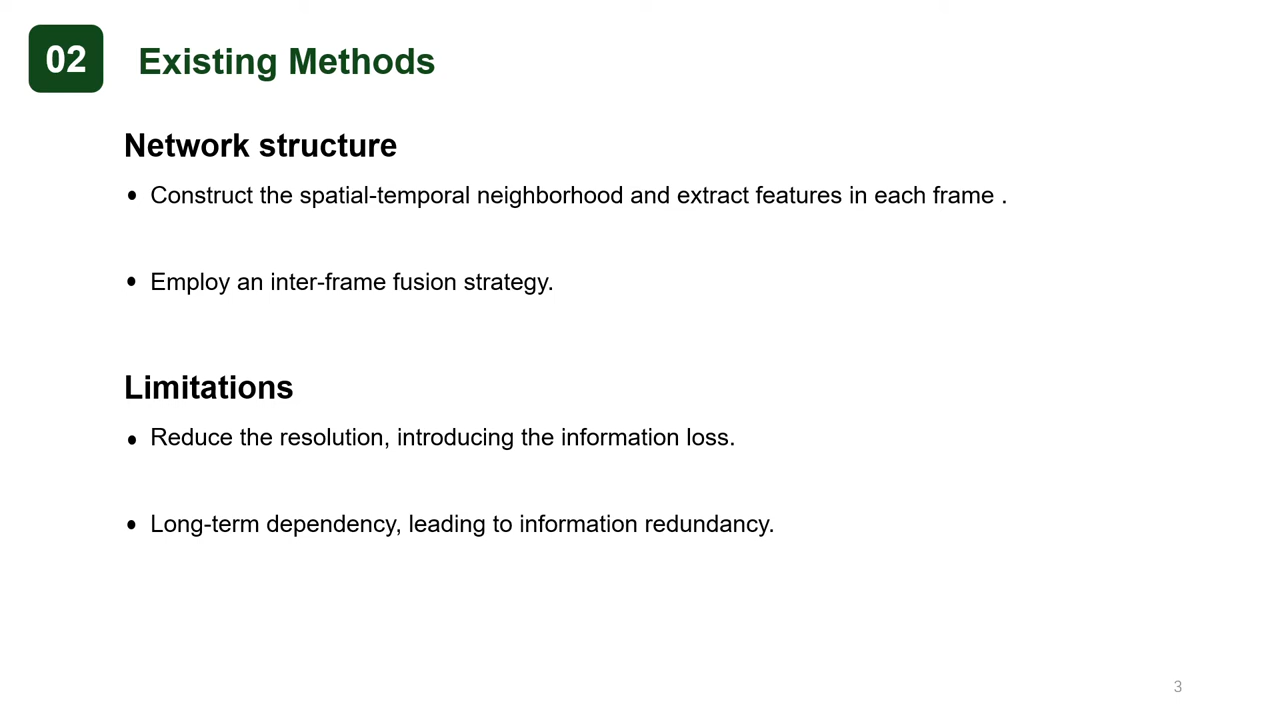 02
Existing Methods
Network structure
• Construct the spatial-temporal neighborhood and extract features in each frame .
• Employ an inter-frame fusion strategy.
Limitations
• Reduce the resolution, introducing the information loss.
• Long-term dependency, leading to information redundancy.
3